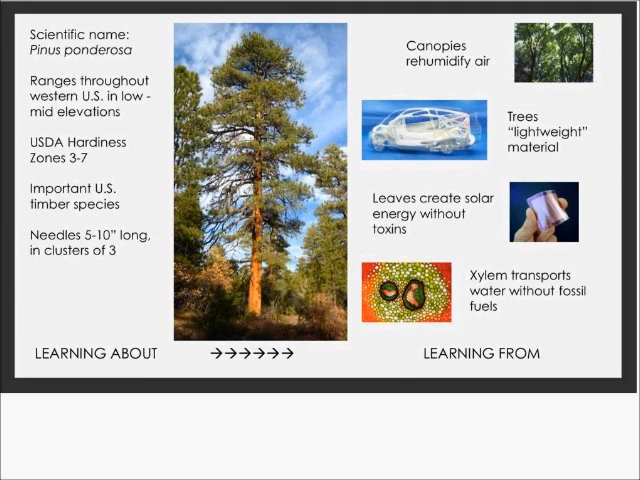 Scientific name:
Pinus ponderosa
Ranges throughout
western U.S. in low -
mid elevations
USDA Hardiness
Zones 3-7
Important U.S.
timber species
Needles 5-10” long,
in clusters of 3
Canopies
rehumidify air
Trees
“lightweight”
material
Leaves create solar
energy without
toxins
Xylem transports
water without fossil
fuels
LEARNING ABOUT
→→→→→→
LEARNING FROM